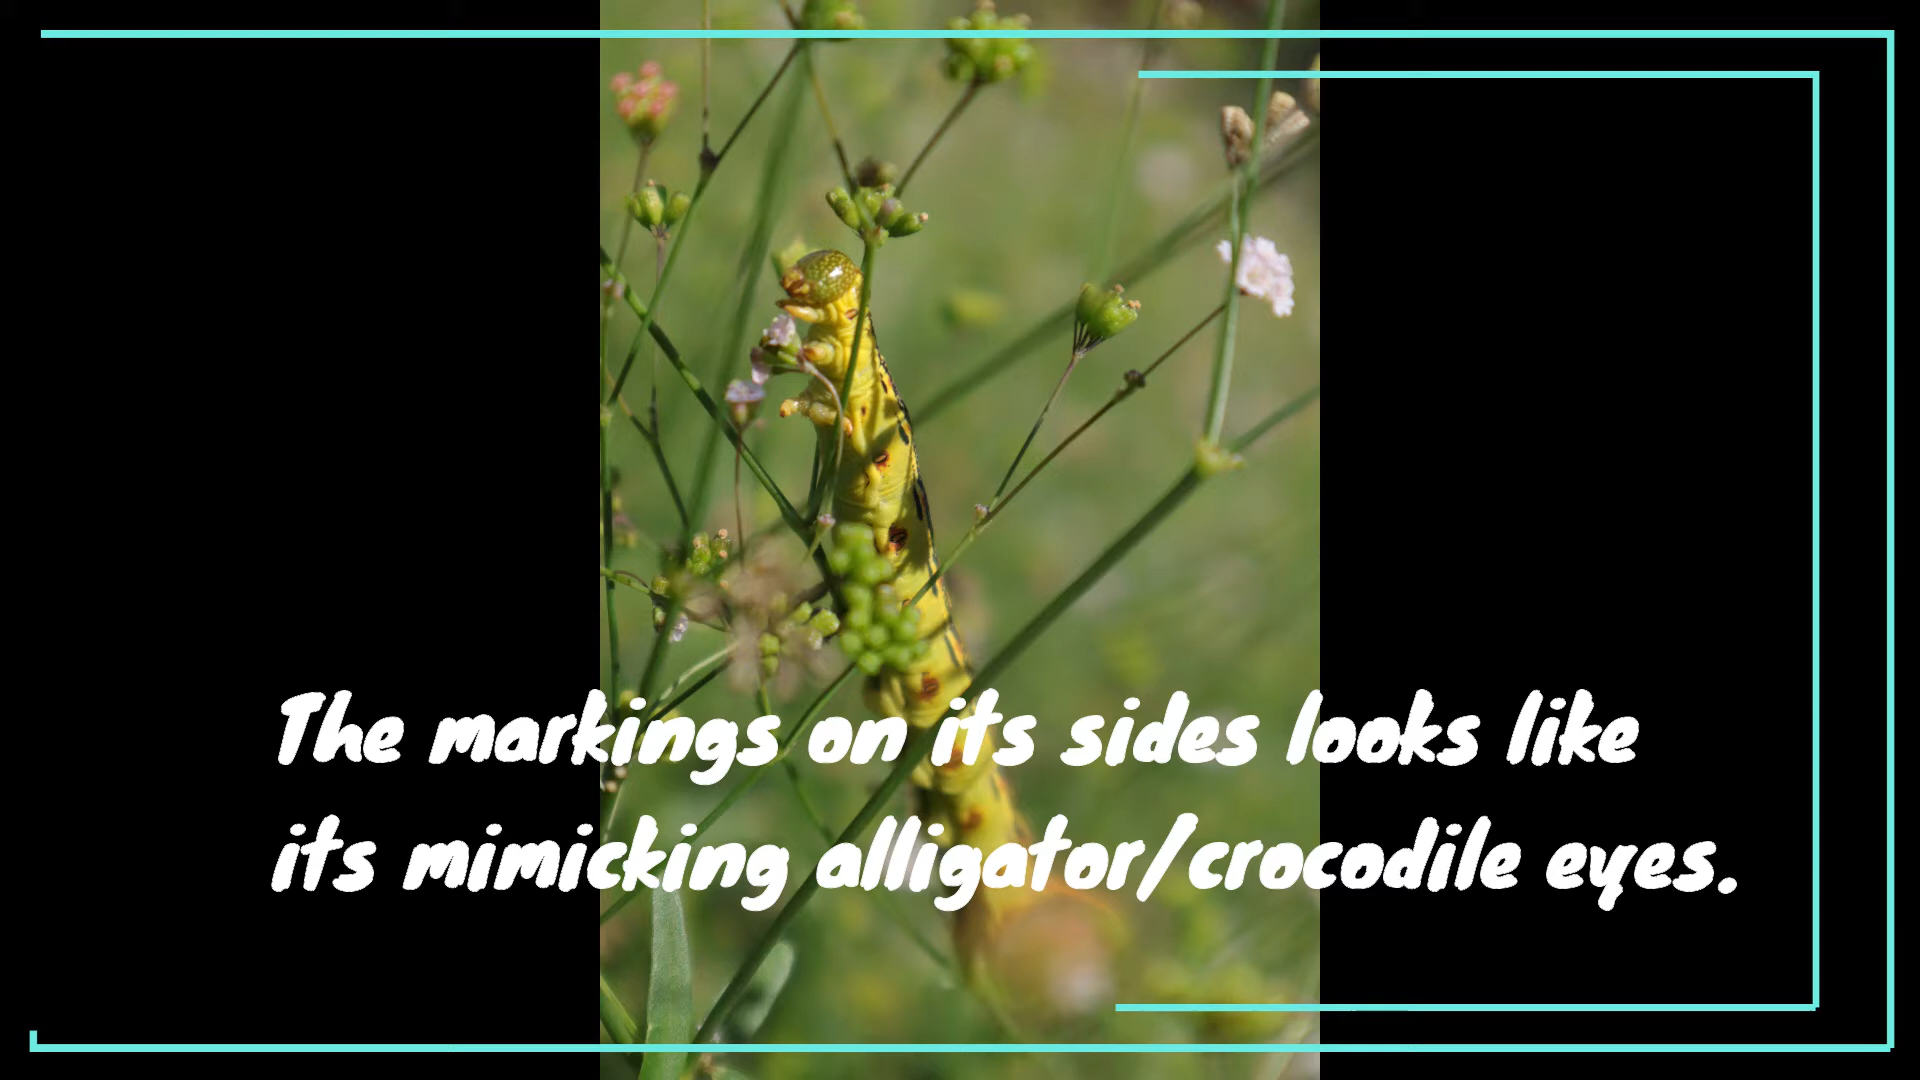 The markings on its sides looks like
its mimicking alligator/crocodile eyes.